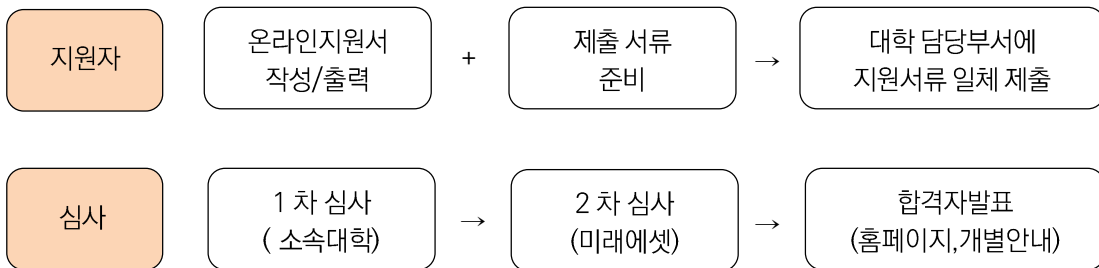 지원자
온라인지원서
작성/출력
+
제출 서류
준비
→
대학 담당부서에
지원서류 일체 제출
심사
1 차 심사
( 소속대학)
→
2 차 심사
(미래에셋)
→
합격자발표
(홈페이지,개별안내)